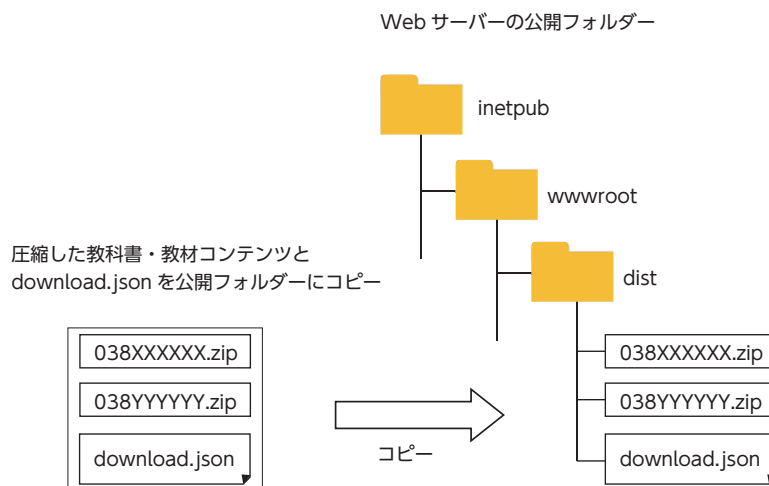 Web サーバーの公開フォルダー
inetpub
wwwroot
圧縮した教科書・教材コンテンツと
download.json を公開フォルダーにコピー
dist
038XXXXXX.zip
038YYYYYY.zip
download.json
コピー
038XXXXXX.zip
038YYYYYY.zip
download.json